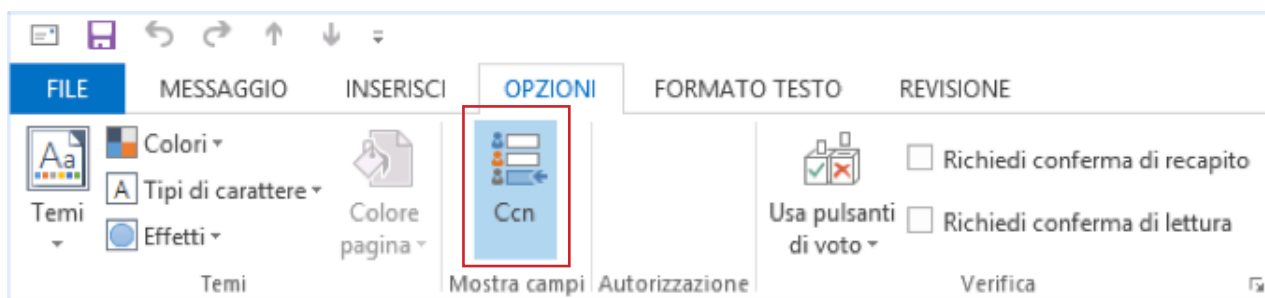 FILE MESSAGGIO INSERISCI OPZIONI FORMATO TESTO REVISIONE
Aa
Temi
Colori
A Tipi di carattere
Effetti
Colore
pagina
Temi
Ccn
Mostra campi
Autorizzazione
Usa pulsanti
di voto
Richiedi conferma di recapito
Richiedi conferma di lettura
Verifica